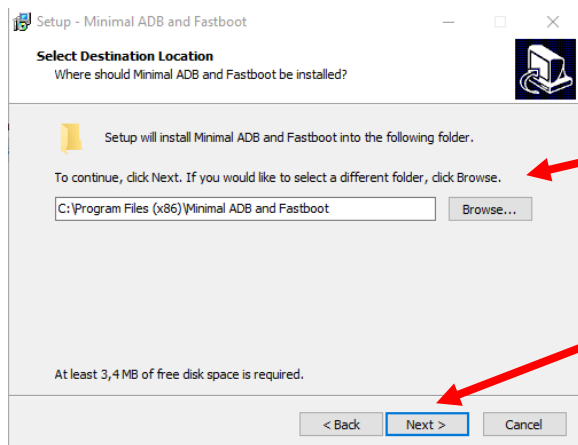 Setup - Minimal ADB and Fastboot
Select Destination Location
Where should Minimal ADB and Fastboot be installed?
Setup will install Minimal ADB and Fastboot into the following folder.
To continue, click Next. If you would like to select a different folder, click Browse.
C:\Program Files (x86)\Minimal ADB and Fastboot
Browse...
At least 3,4 MB of free disk space is required.
< Back
Next >
Cancel